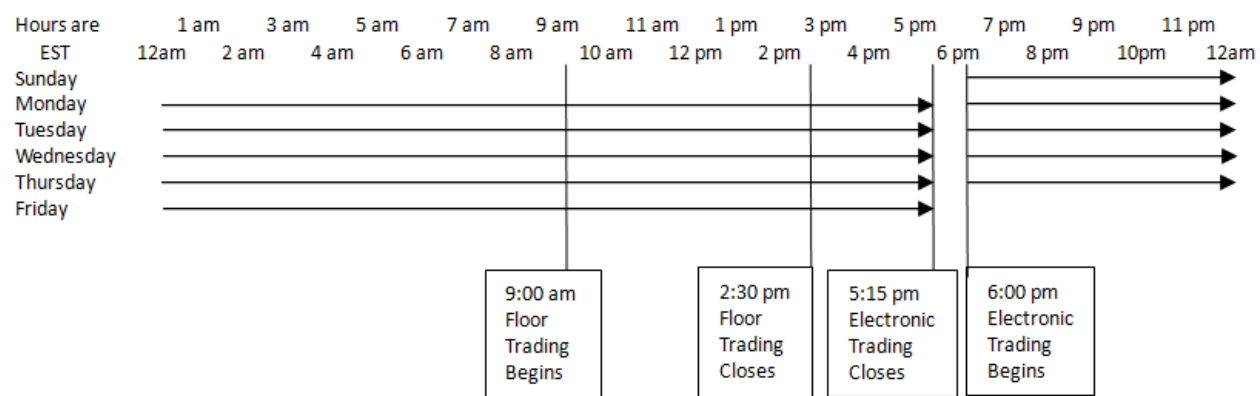 Hours are 1 am 3 am 5 am 7 am 9 am 11 am 1 pm 3 pm 5 pm 7 pm 9 pm 11 pm
EST 12am 2 am 4 am 6 am 8 am 10 am 12 pm 2 pm 4 pm 6 pm 8 pm 10pm 12am
Sunday
Monday
Tuesday
Wednesday
Thursday
Friday
9:00 am
Floor
Trading
Begins
2:30 pm
Floor
Trading
Closes
5:15 pm
Electronic
Trading
Closes
6:00 pm
Electronic
Trading
Begins